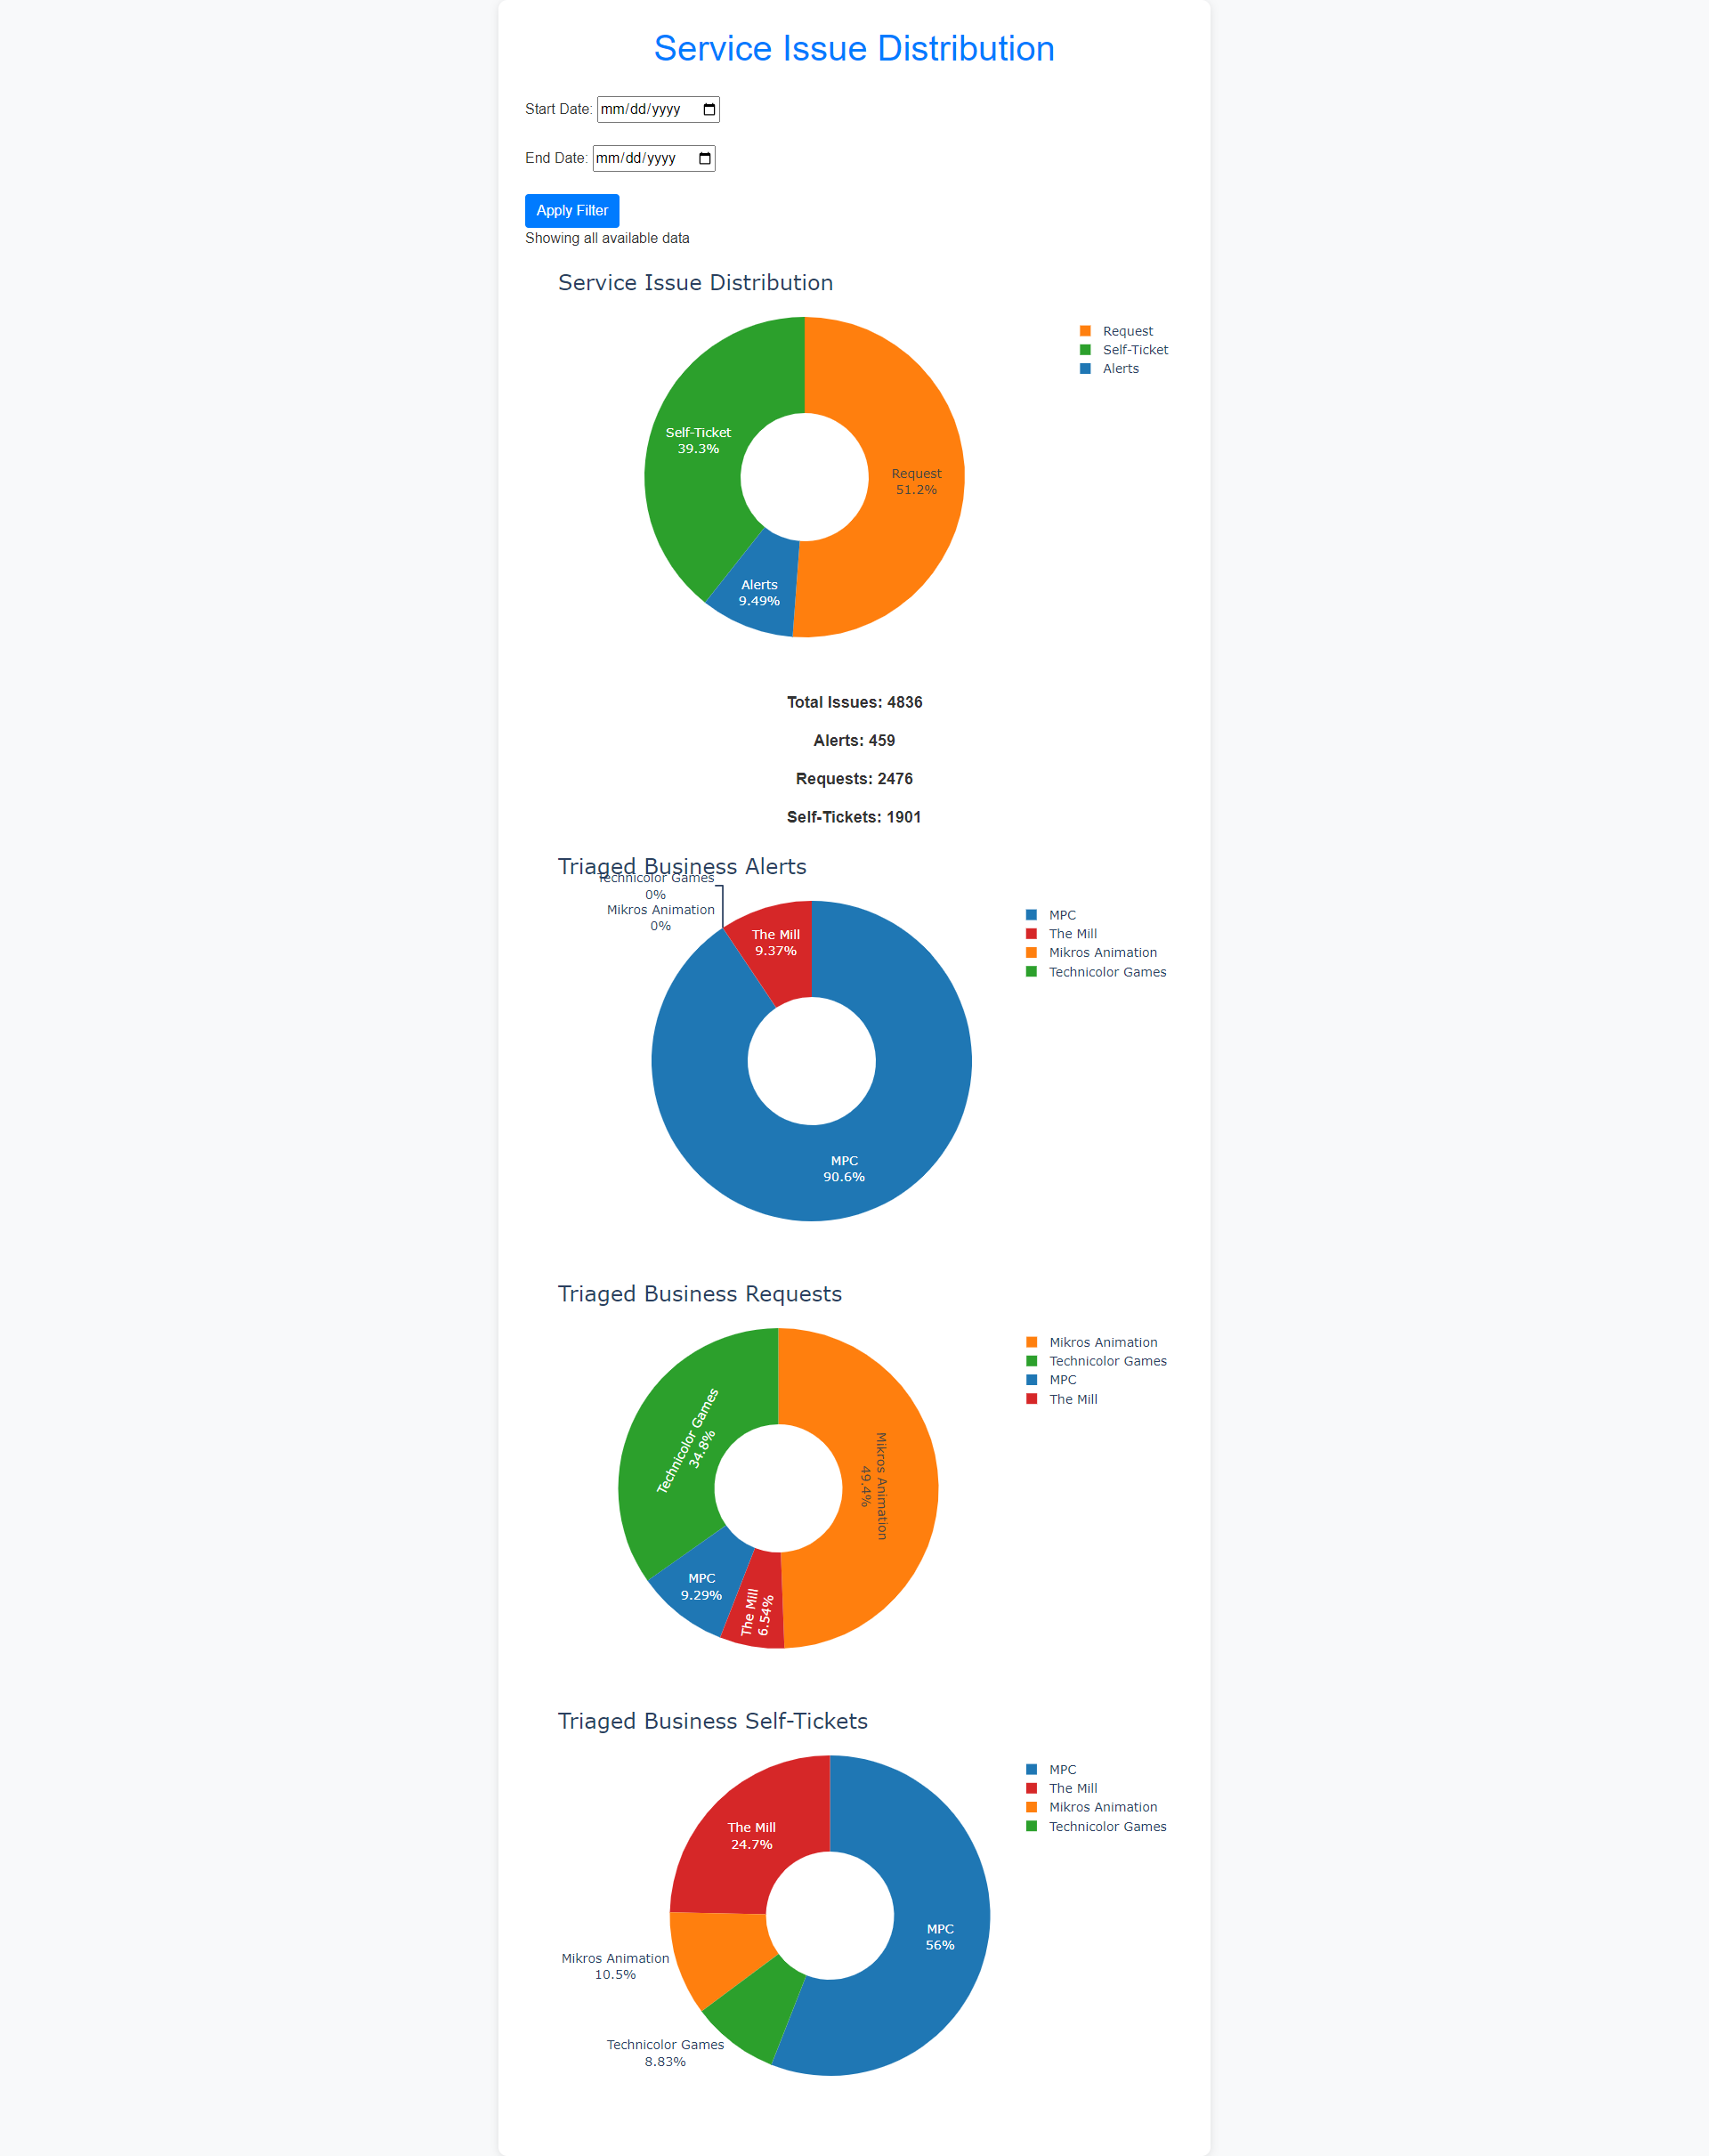 Service Issue Distribution
Start Date: mm/dd/yyyy
End Date: mm/dd/yyyy
Apply Filter
Showing all available data
Service Issue Distribution
Request
Self-Ticket
Alerts
Self-Ticket
39.3%
Request
51.2%
Alerts
9.49%
Total Issues: 4836
Alerts: 459
Requests: 2476
Self-Tickets: 1901
Triaged Business Alerts
Technicolor Games
0%
Mikros Animation
0%
The Mill
9.37%
MPC
90.6%
MPC
The Mill
Mikros Animation
Technicolor Games
Triaged Business Requests
Mikros Animation
Technicolor Games
MPC
The Mill
Technicolor Games
34.8%
Mikros Animation
49.4%
MPC
9.29%
The Mill
6.54%
Triaged Business Self-Tickets
MPC
The Mill
Mikros Animation
Technicolor Games
The Mill
24.7%
MPC
56%
Mikros Animation
10.5%
Technicolor Games
8.83%